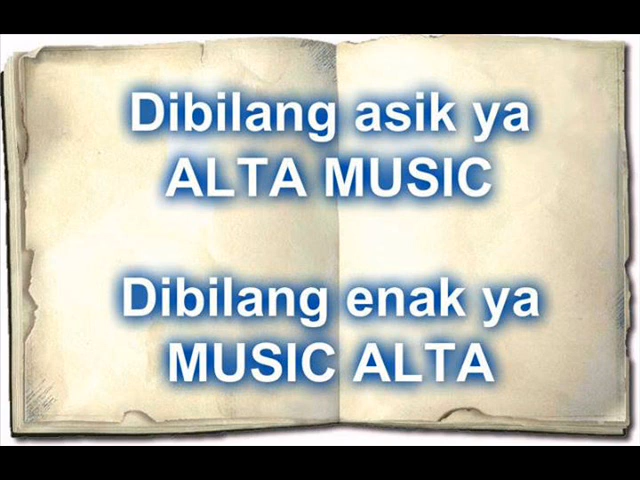 Dibilang asik ya
ALTA MUSIC
Dibilang enak ya
MUSIC ALTA